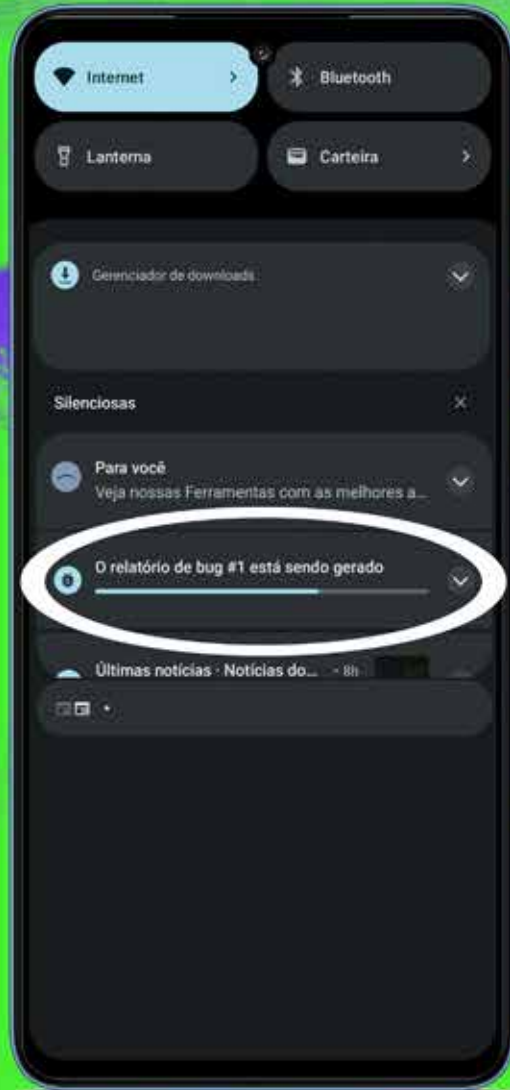 Internet
Bluetooth
Lanterna
Carteira
Gerenciador de downloads
Silenciosas
Para você
Veja nossas Ferramentas com as melhores a...
O relatório de bug #1 está sendo gerado
Últimas notícias · Notícias do... · 8h